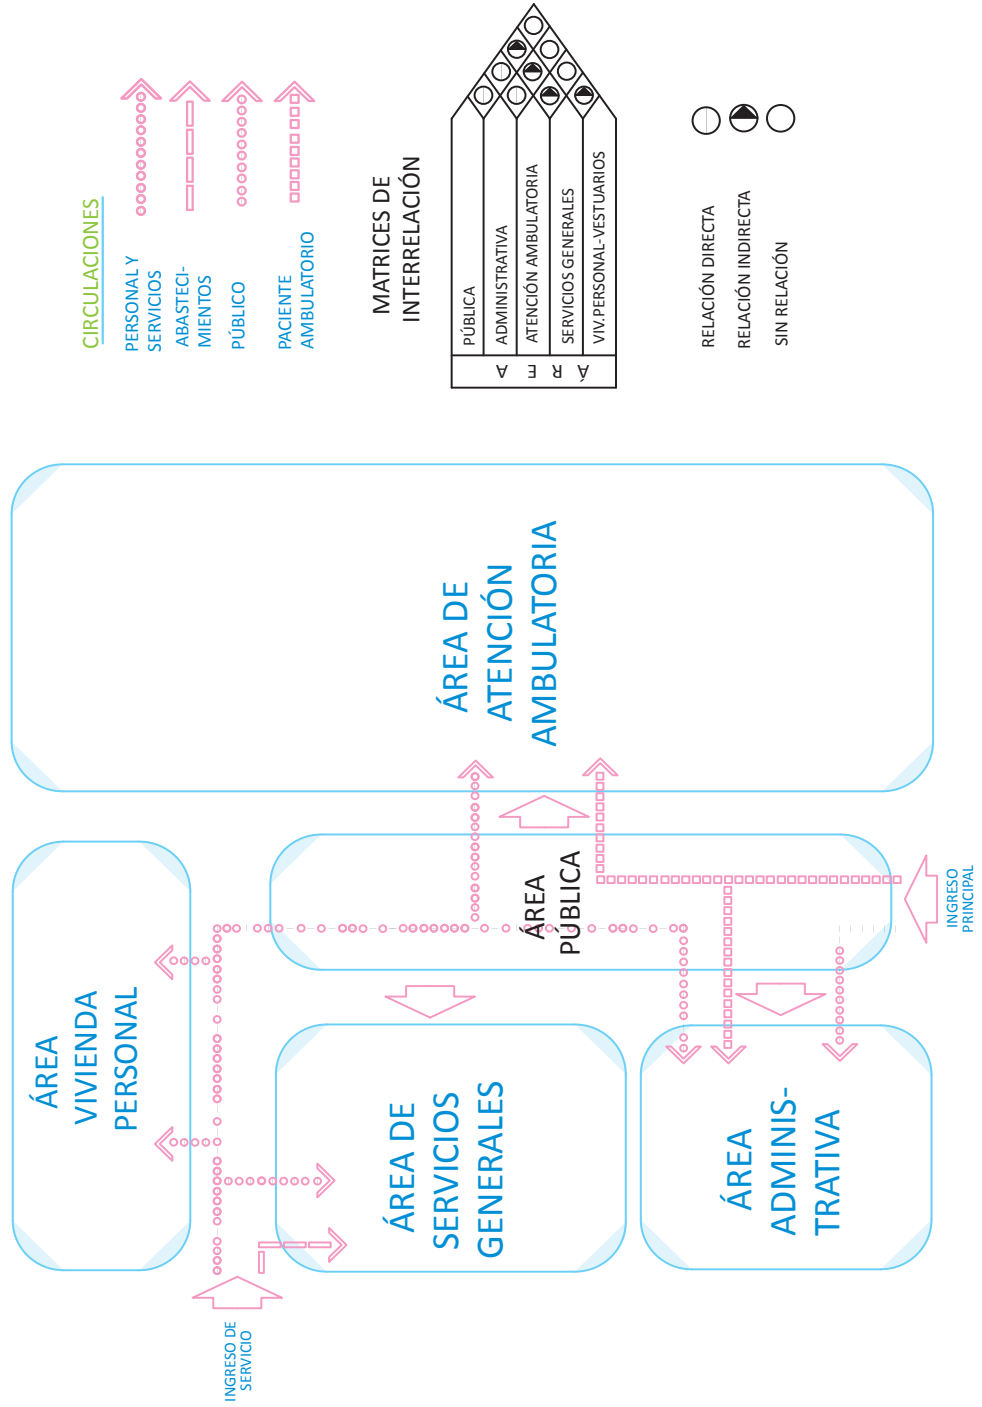 ÁREA
VIVIENDA
PERSONAL
INGRESO DE
SERVICIO
ÁREA DE
SERVICIOS
GENERALES
ÁREA
PÚBLICA
ÁREA
ADMINIS-
TRATIVA
INGRESO
PRINCIPAL
ÁREA DE
ATENCIÓN
AMBULATORIA
CIRCULACIONES
PERSONAL Y
SERVICIOS
ABASTECI-
MIENTOS
PÚBLICO
PACIENTE
AMBULATORIO
MATRICES DE
INTERRELACIÓN
ÁREA
PÚBLICA
ADMINISTRATIVA
ATENCIÓN AMBULATORIA
SERVICIOS GENERALES
VIV.PERSONAL-VESTUARIOS
RELACIÓN DIRECTA
RELACIÓN INDIRECTA
SIN RELACIÓN